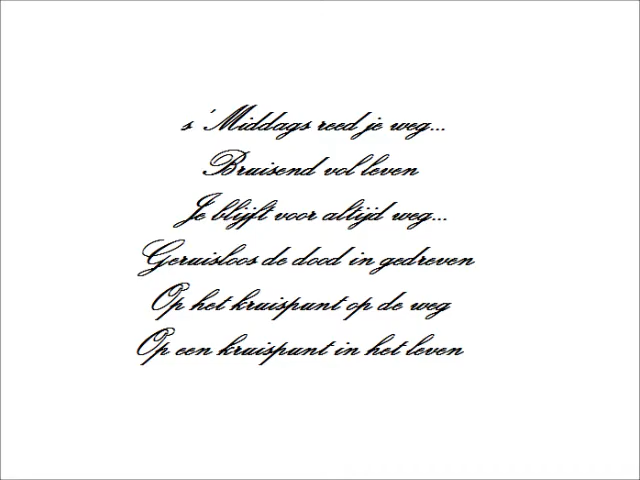 s 'Middags reed je weg...
Bruisend vol leven
Je blijft voor altijd weg...
Geruisloos de dood in gedreven
Op het kruispunt op de weg
Op een kruispunt in het leven